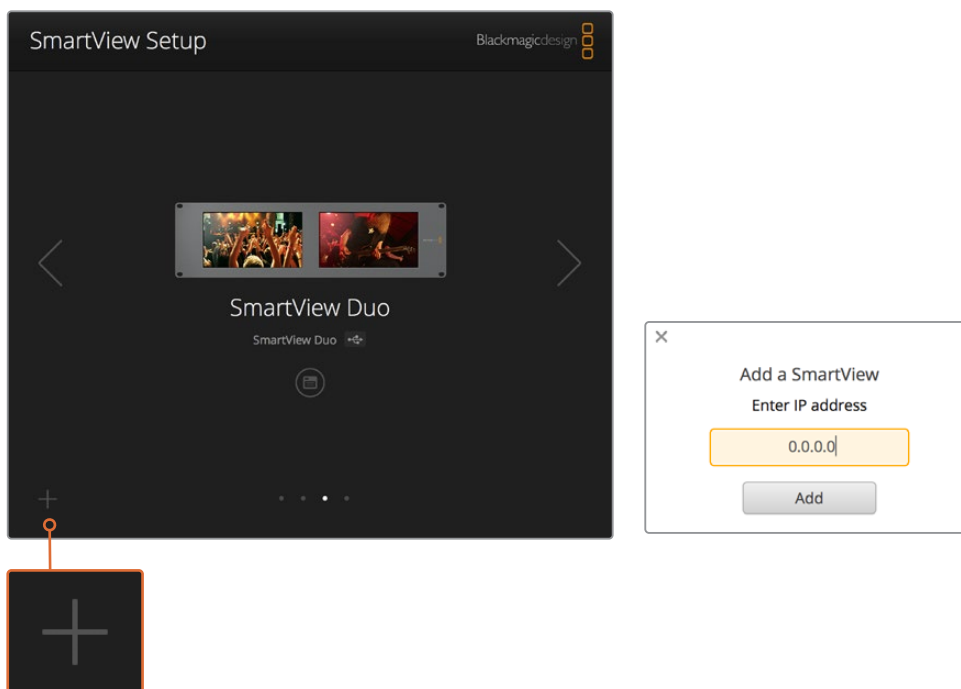 SmartView Setup
Blackmagicdesign
SmartView Duo
SmartView Duo
Add a SmartView
Enter IP address
0.0.0.0
Add